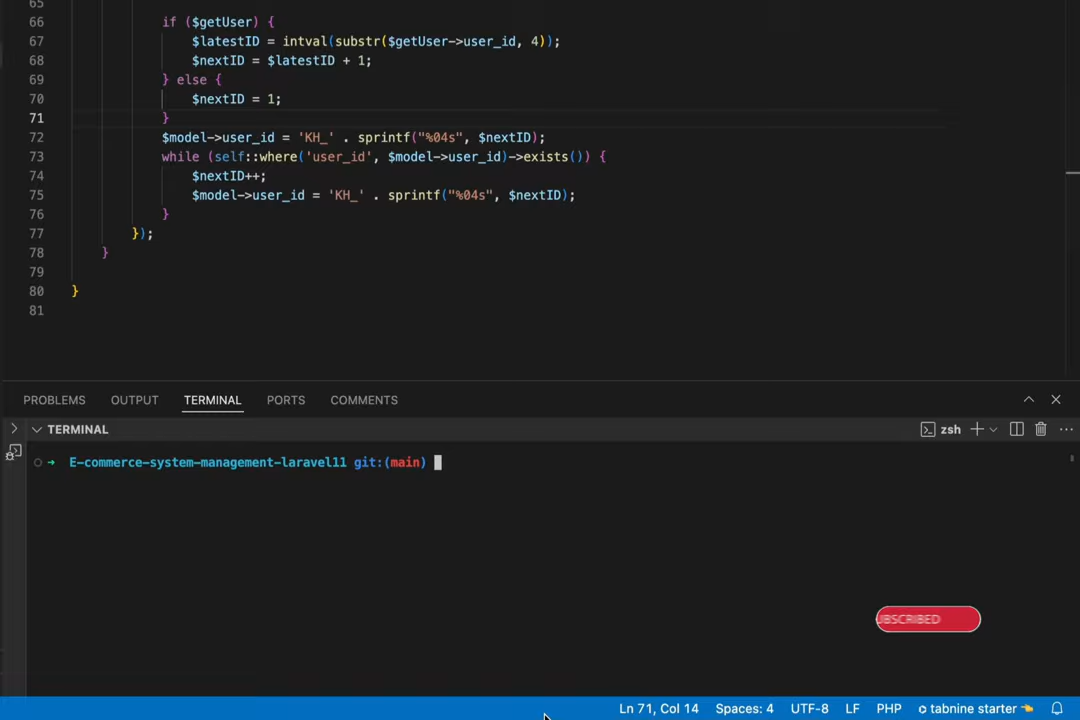 65
66 if ($getUser) {
67 $latestID = intval(substr($getUser->user_id, 4));
68 $nextID = $latestID + 1;
69 } else {
70 $nextID = 1;
71 }
72 $model->user_id = 'KH_' . sprintf("%04s", $nextID);
73 while (self::where('user_id', $model->user_id)->exists()) {
74 $nextID++;
75 $model->user_id = 'KH_' . sprintf("%04s", $nextID);
76 }
77 });
78 }
79
80 }
81
PROBLEMS OUTPUT TERMINAL PORTS COMMENTS
TERMINAL zsh
E-commerce-system-management-laravel11 git:(main)
UBSCRIBED
Ln 71, Col 14 Spaces: 4 UTF-8 LF PHP tabnine starter